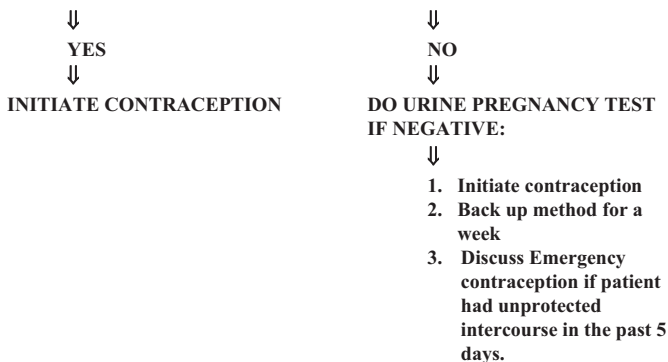 ⇓
YES
⇓
INITIATE CONTRACEPTION
⇓
NO
⇓
DO URINE PREGNANCY TEST
IF NEGATIVE:
⇓
1. Initiate contraception
2. Back up method for a
week
3. Discuss Emergency
contraception if patient
had unprotected
intercourse in the past 5
days.